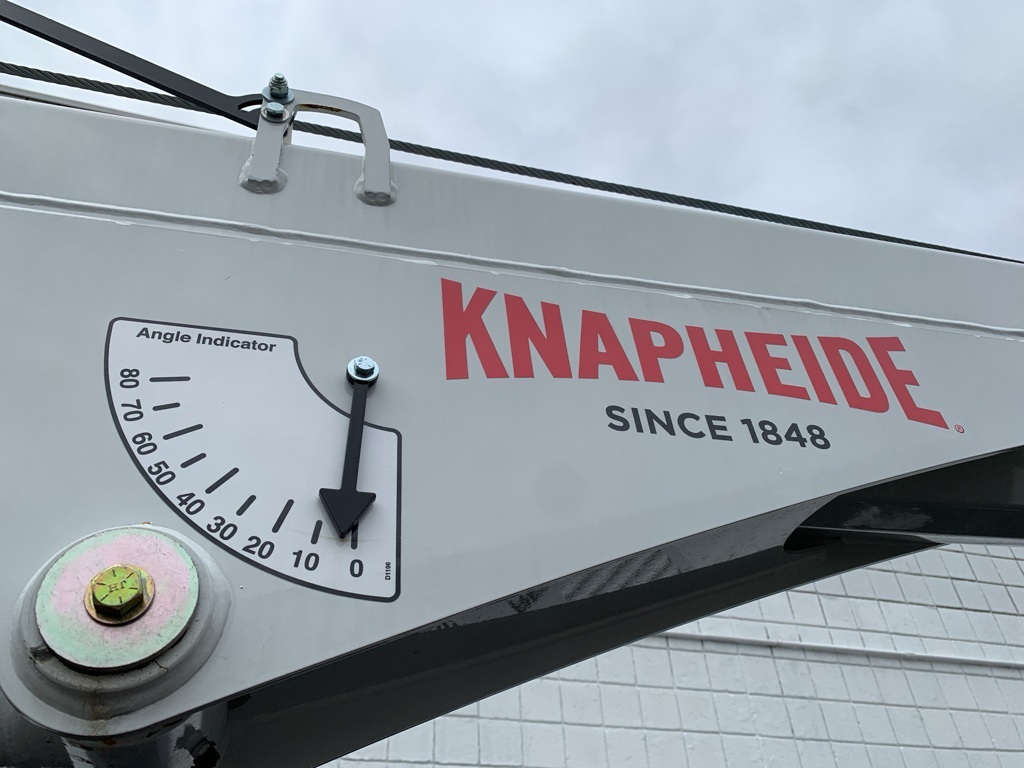 Angle Indicator
80
70
60
50
40
30
20
10
0
D1196
KNAPHEIDE®
SINCE 1848